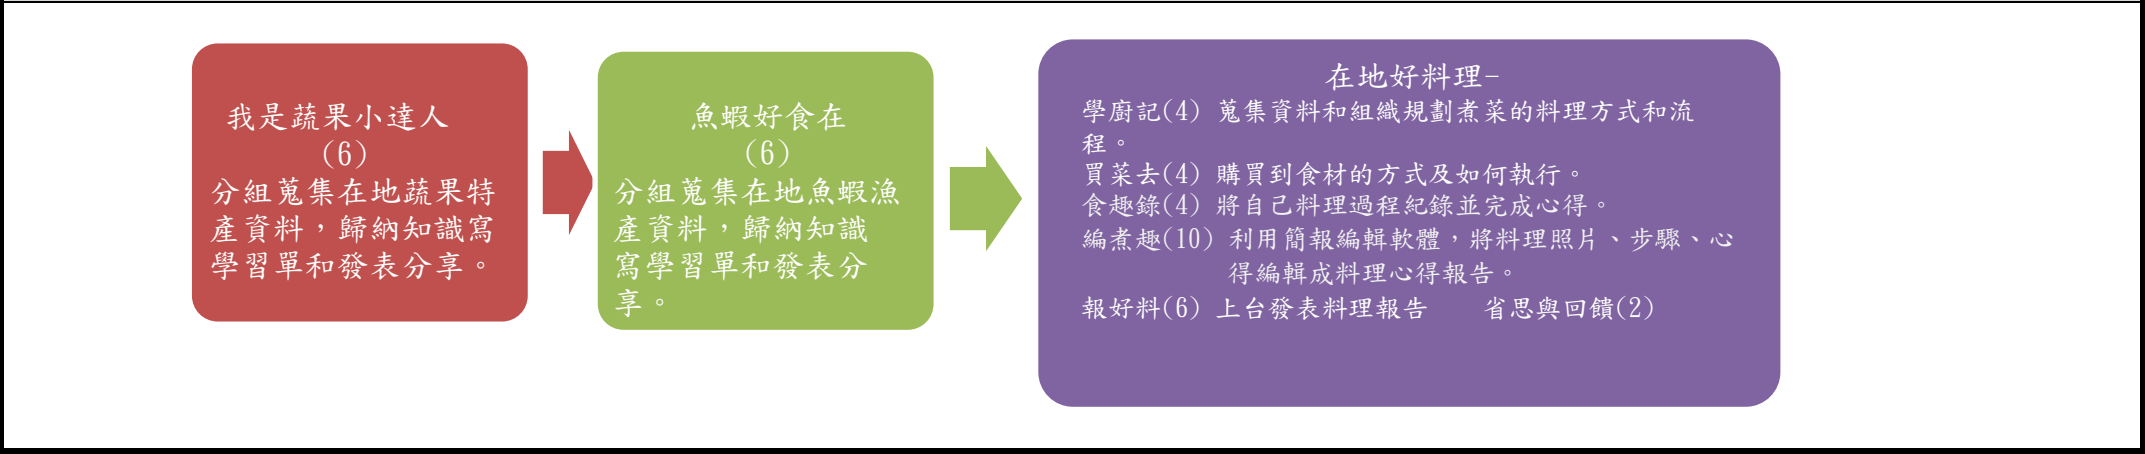 我是蔬果小達人
(6)
分組蒐集在地蔬果特
產資料，歸納知識寫
學習單和發表分享。
魚蝦好食在
(6)
分組蒐集在地魚蝦漁
產資料，歸納知識
寫學習單和發表分
享。
在地好料理-
學廚記(4) 蒐集資料和組織規劃煮菜的料理方式和流
程。
買菜去(4) 購買到食材的方式及如何執行。
食趣錄(4) 將自己料理過程紀錄並完成心得。
編煮趣(10) 利用簡報編輯軟體，將料理照片、步驟、心
得編輯成料理心得報告。
報好料(6) 上台發表料理報告 省思與回饋(2)